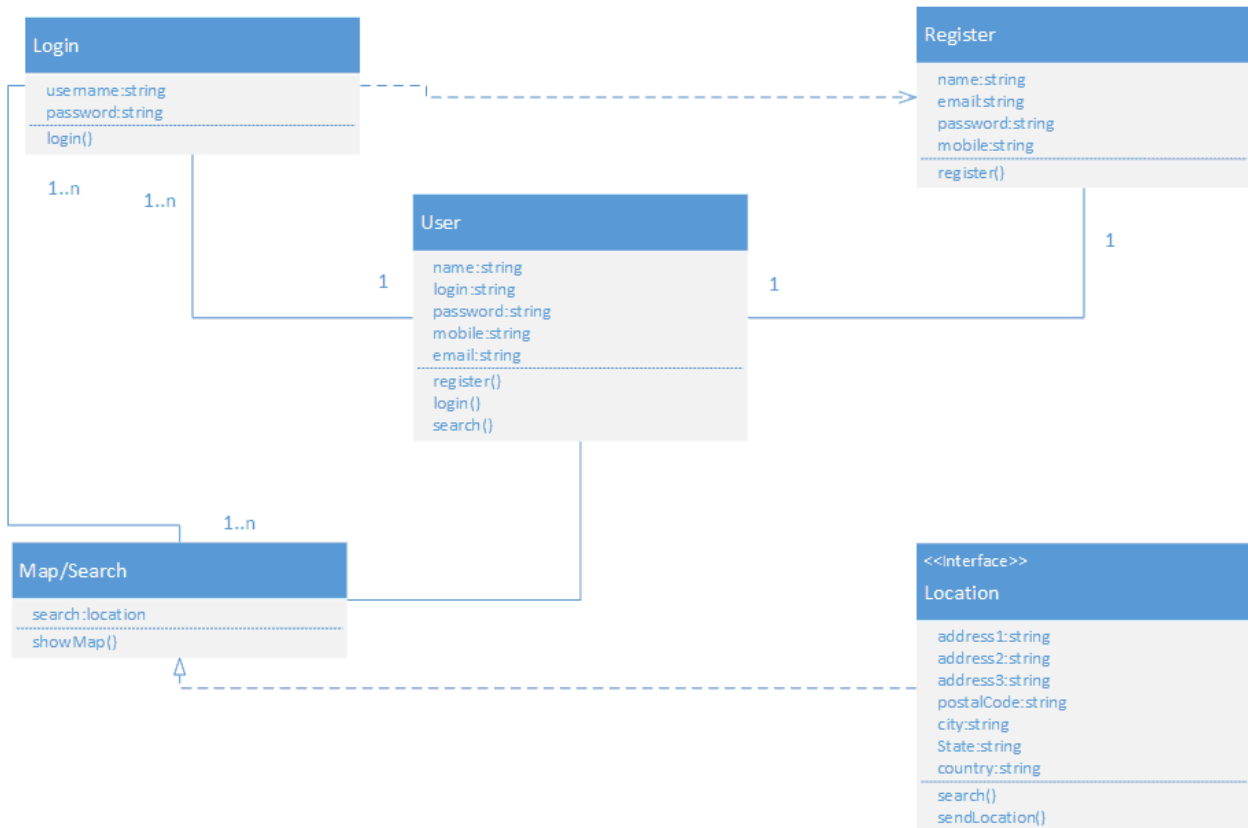 Login
username:string
password:string
login()
Register
name:string
email:string
password:string
mobile:string
register()
1..n
1..n
User
name:string
login:string
password:string
mobile:string
email:string
register()
login()
search()
1
1
1
1..n
Map/Search
search:location
showMap()
<<Interface>>
Location
address1:string
address2:string
address3:string
postalCode:string
city:string
State:string
country:string
search()
sendLocation()